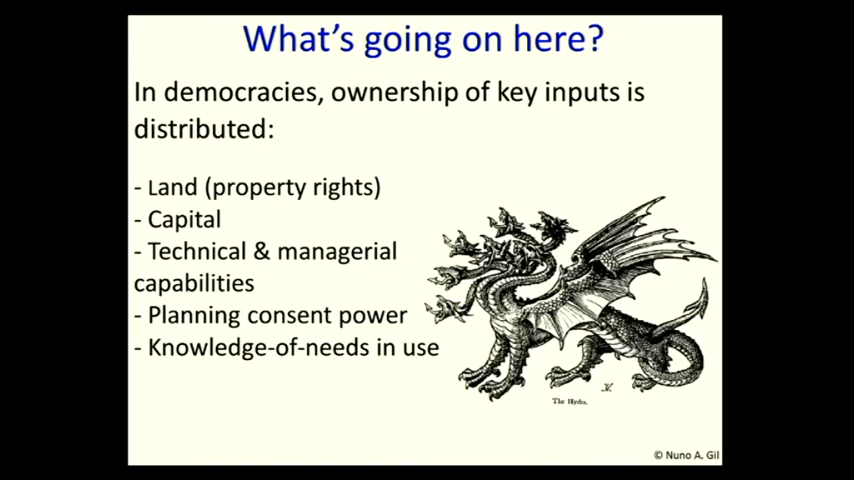 What's going on here?
In democracies, ownership of key inputs is
distributed:
- Land (property rights)
- Capital
- Technical & managerial
capabilities
- Planning consent power
- Knowledge-of-needs in use
The Hydra.
© Nuno A. Gil